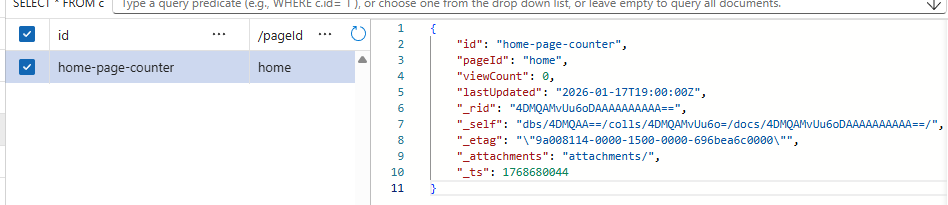 SELECT * FROM c Type a query predicate (e.g., WHERE c.id='1'), or choose one from the drop down list, or leave empty to query all documents.
id ... /pageId ...
home-page-counter home
1 {
2 "id": "home-page-counter",
3 "pageId": "home",
4 "viewCount": 0,
5 "lastUpdated": "2026-01-17T19:00:00Z",
6 "_rid": "4DMQAMvUu6oDAAAAAAAAAA==",
7 "_self": "dbs/4DMQAA==/colls/4DMQAMvUu6o=/docs/4DMQAMvUu6oDAAAAAAAAAA==/",
8 "_etag": "\"9a008114-0000-1500-0000-696bea6c0000\"",
9 "_attachments": "attachments/",
10 "_ts": 1768680044
11 }